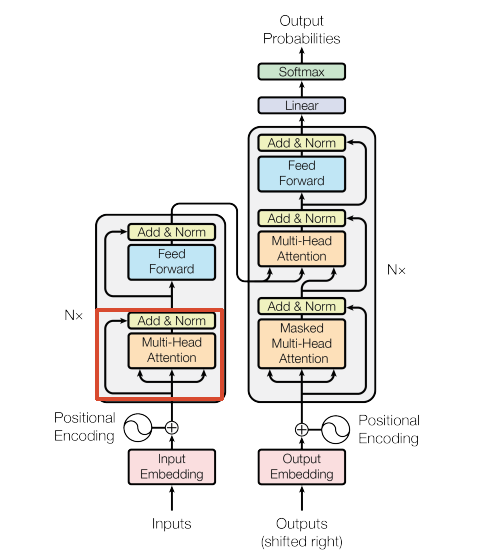 Output
Probabilities
Softmax
Linear
Add & Norm
Feed
Forward
Add & Norm
Multi-Head
Attention
Nx
Add & Norm
Masked
Multi-Head
Attention
Add & Norm
Feed
Forward
N×
Add & Norm
Multi-Head
Attention
Positional
Encoding
Positional
Encoding
Input
Embedding
Output
Embedding
Inputs
Outputs
(shifted right)